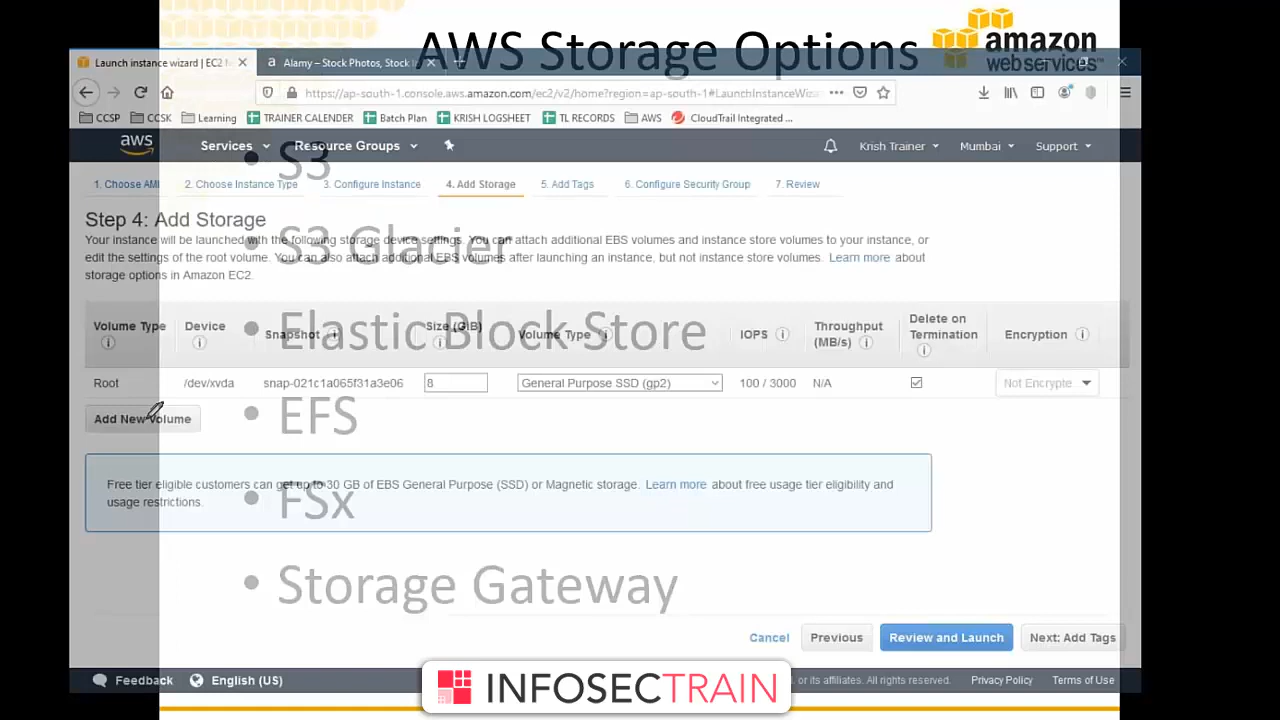 AWS Storage Options
amazon
webservices™
Launch instance wizard | EC2
Alamy – Stock Photos, Stock
https://ap-south-1.console.aws.amazon.com/ec2/v2/home?region=ap-south-1#LaunchInstanceWiza
CCSP CCSK Learning TRAINER CALENDER Batch Plan KRISH LOGSHEET TL RECORDS AWS CloudTrail Integrated ...
aws Services Resource Groups Krish Trainer Mumbai Support
• S3
1. Choose AMI 2. Choose Instance Type 3. Configure Instance 4. Add Storage 5. Add Tags 6. Configure Security Group 7. Review
Step 4: Add Storage
Your instance will be launched with the following storage device settings. You can attach additional EBS volumes and instance store volumes to your instance, or
edit the settings of the root volume. You can also attach additional EBS volumes after launching an instance, but not instance store volumes. Learn more about
storage options in Amazon EC2.
• S3 Glacier
Volume Type Device Snapshot Size (GiB) Volume Type IOPS Throughput (MB/s) Delete on Termination Encryption
• Elastic Block Store
Root /dev/xvda snap-021c1a065f31a3e06 8 General Purpose SSD (gp2) 100 / 3000 N/A Not Encrypte
Add New Volume
• EFS
Free tier eligible customers can get up to 30 GB of EBS General Purpose (SSD) or Magnetic storage. Learn more about free usage tier eligibility and
usage restrictions.
• FSx
• Storage Gateway
Cancel Previous Review and Launch Next: Add Tags
Feedback English (US) or its affiliates. All rights reserved. Privacy Policy Terms of Use
INFOSECTRAIN